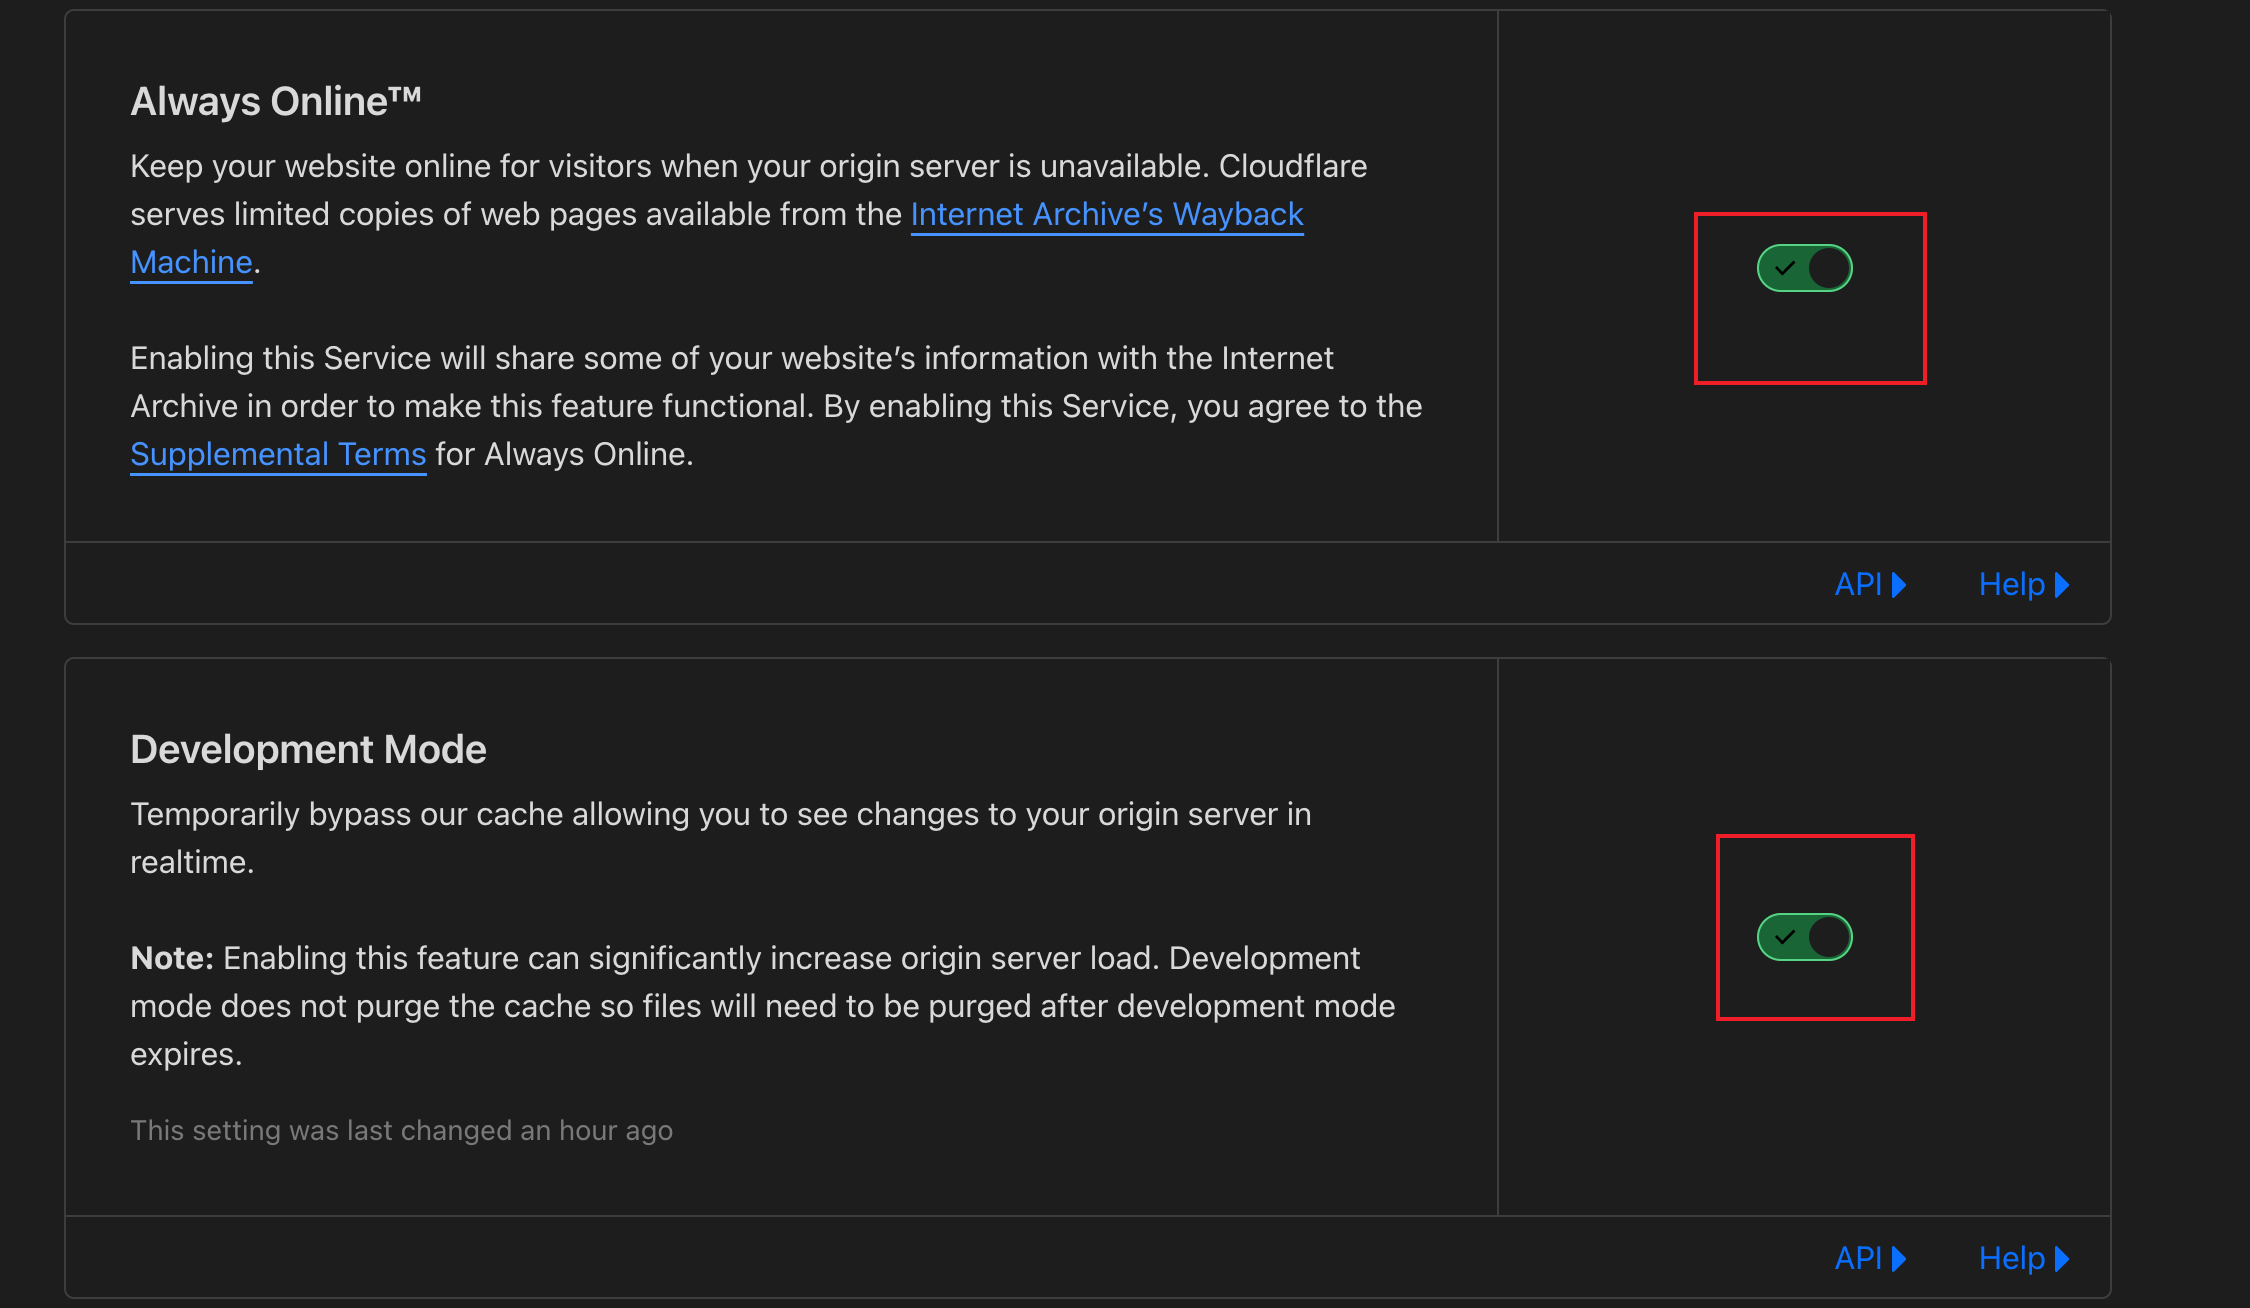 Always Online™
Keep your website online for visitors when your origin server is unavailable. Cloudflare
serves limited copies of web pages available from the Internet Archive’s Wayback
Machine.
Enabling this Service will share some of your website’s information with the Internet
Archive in order to make this feature functional. By enabling this Service, you agree to the
Supplemental Terms for Always Online.
API Help
Development Mode
Temporarily bypass our cache allowing you to see changes to your origin server in
realtime.
Note: Enabling this feature can significantly increase origin server load. Development
mode does not purge the cache so files will need to be purged after development mode
expires.
This setting was last changed an hour ago
API Help